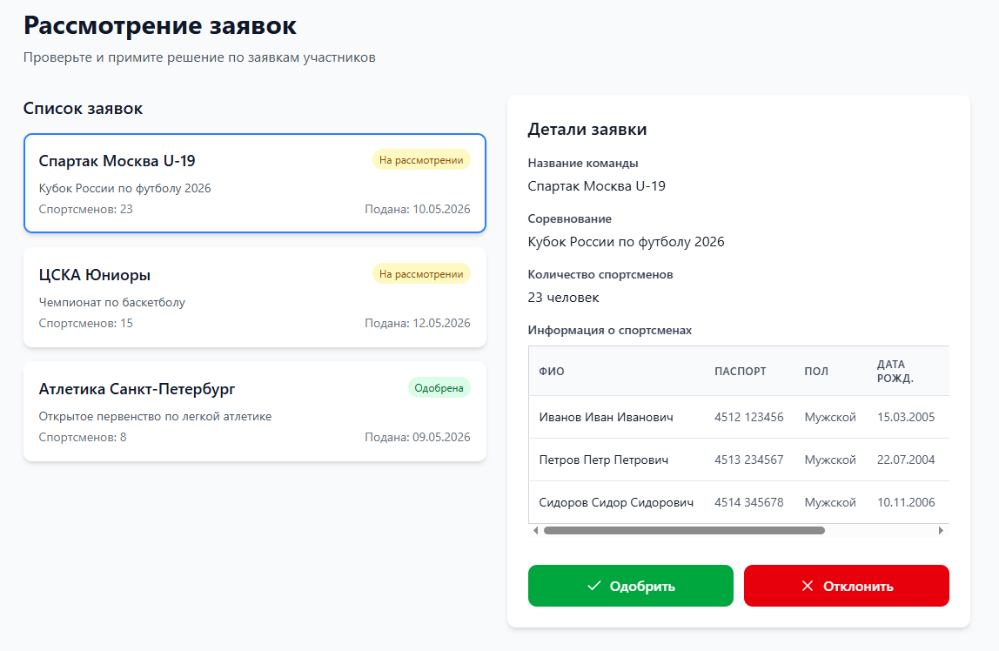 Рассмотрение заявок
Проверьте и примите решение по заявкам участников
Список заявок
Спартак Москва U-19
На рассмотрении
Кубок России по футболу 2026
Спортсменов: 23
Подана: 10.05.2026
ЦСКА Юниоры
На рассмотрении
Чемпионат по баскетболу
Спортсменов: 15
Подана: 12.05.2026
Атлетика Санкт-Петербург
Одобрена
Открытое первенство по легкой атлетике
Спортсменов: 8
Подана: 09.05.2026
Детали заявки
Название команды
Спартак Москва U-19
Соревнование
Кубок России по футболу 2026
Количество спортсменов
23 человек
Информация о спортсменах
ФИО ПАСПОРТ ПОЛ ДАТА
РОЖД.
Иванов Иван Иванович 4512 123456 Мужской 15.03.2005
Петров Петр Петрович 4513 234567 Мужской 22.07.2004
Сидоров Сидор Сидорович 4514 345678 Мужской 10.11.2006
Одобрить
Отклонить